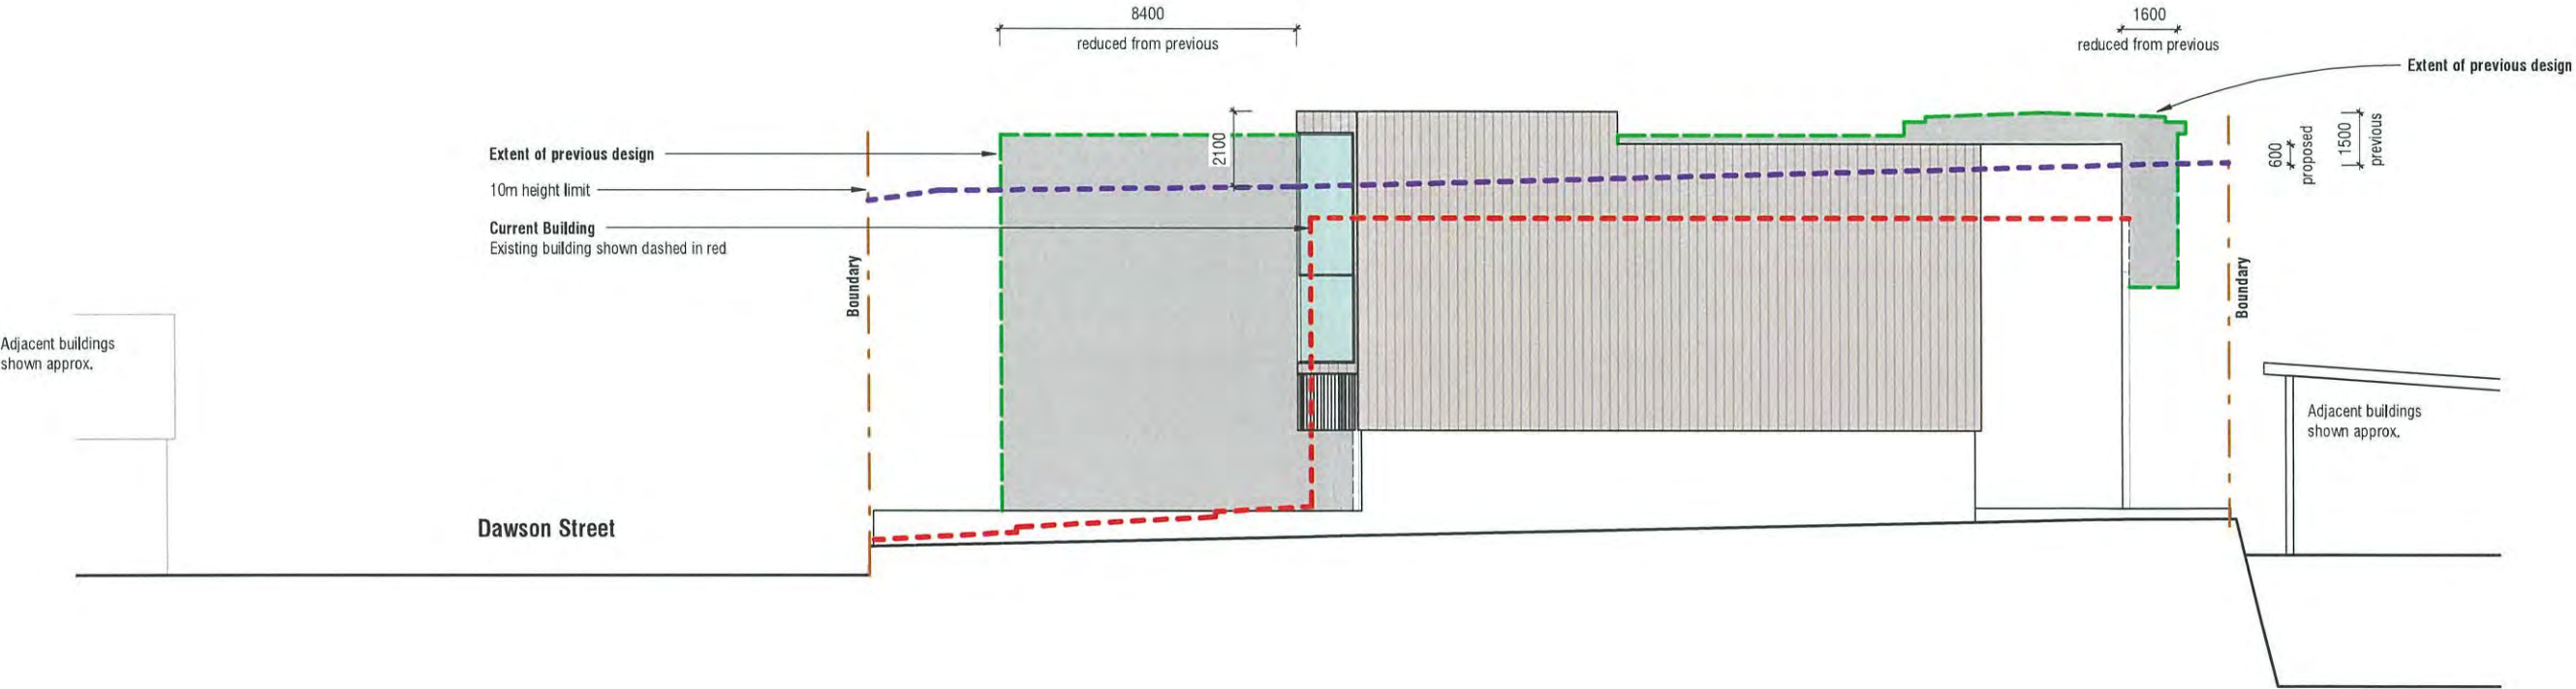 8400
reduced from previous
1600
reduced from previous
Extent of previous design
Extent of previous design
10m height limit
Current Building
Existing building shown dashed in red
2100
600
proposed
1500
previous
Boundary
Boundary
Adjacent buildings
shown approx.
Adjacent buildings
shown approx.
Dawson Street